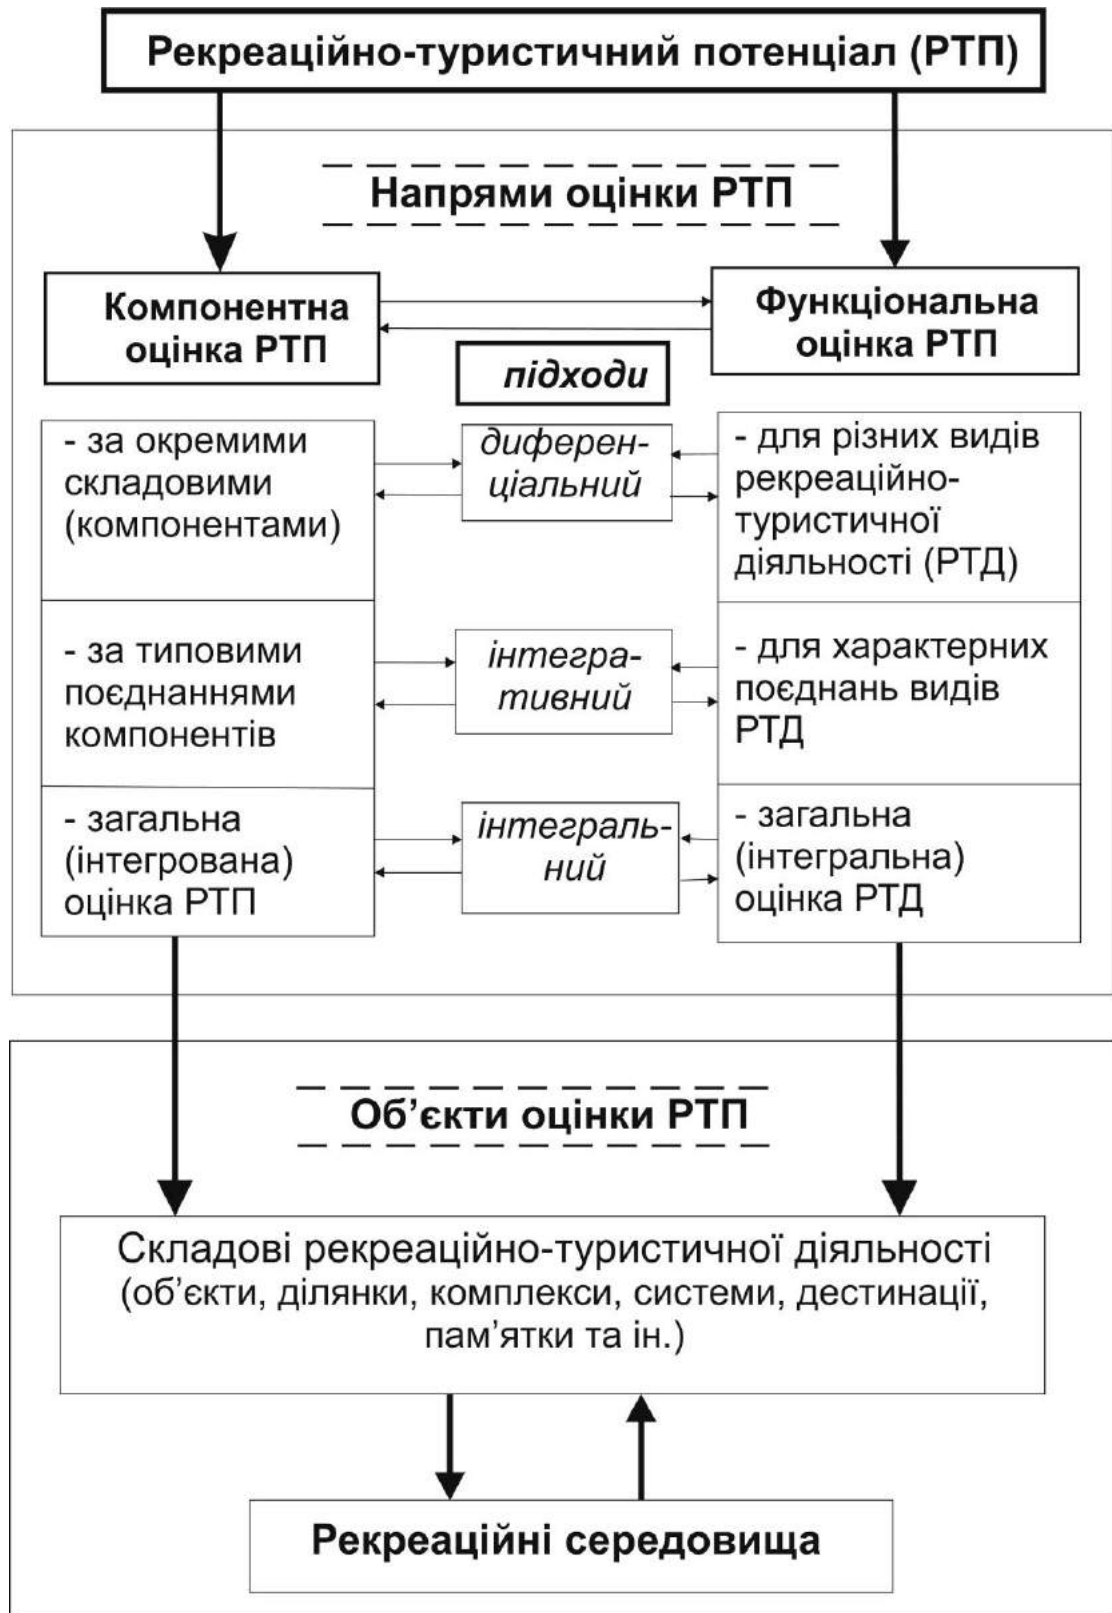 Рекреаційно-туристичний потенціал (РТП)
Напрями оцінки РТП
Компонентна
оцінка РТП
Функціональна
оцінка РТП
підходи
- за окремими
складовими
(компонентами)
диферен-
ціальний
- для різних видів
рекреаційно-
туристичної
діяльності (РТД)
- за типовими
поєднаннями
компонентів
інтегра-
тивний
- для характерних
поєднань видів
РТД
- загальна
(інтегрована)
оцінка РТП
інтеграль-
ний
- загальна
(інтегральна)
оцінка РТД
Об’єкти оцінки РТП
Складові рекреаційно-туристичної діяльності
(об’єкти, ділянки, комплекси, системи, дестинації,
пам’ятки та ін.)
Рекреаційні середовища